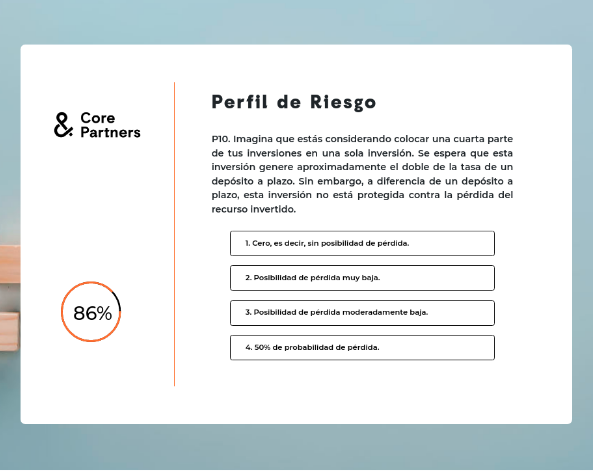 Perfil de Riesgo
& Core
Partners
P10. Imagina que estás considerando colocar una cuarta parte
de tus inversiones en una sola inversión. Se espera que esta
inversión genere aproximadamente el doble de la tasa de un
depósito a plazo. Sin embargo, a diferencia de un depósito a
plazo, esta inversión no está protegida contra la pérdida del
recurso invertido.
1. Cero, es decir, sin posibilidad de pérdida.
2. Posibilidad de pérdida muy baja.
3. Posibilidad de pérdida moderadamente baja.
4. 50% de probabilidad de pérdida.
86%